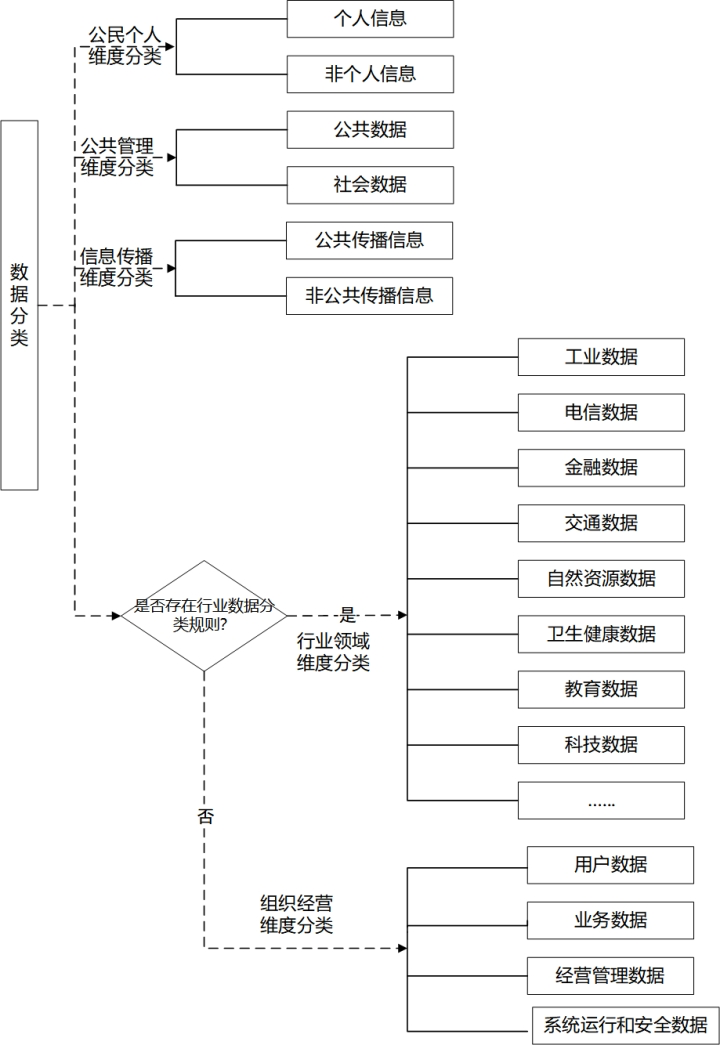 数据分类
公民个人
维度分类
个人信息
非个人信息
公共管理
维度分类
公共数据
社会数据
信息传播
维度分类
公共传播信息
非公共传播信息
是否存在行业数据分
类规则?
是
行业领域
维度分类
工业数据
电信数据
金融数据
交通数据
自然资源数据
卫生健康数据
教育数据
科技数据
......
否
组织经营
维度分类
用户数据
业务数据
经营管理数据
系统运行和安全数据